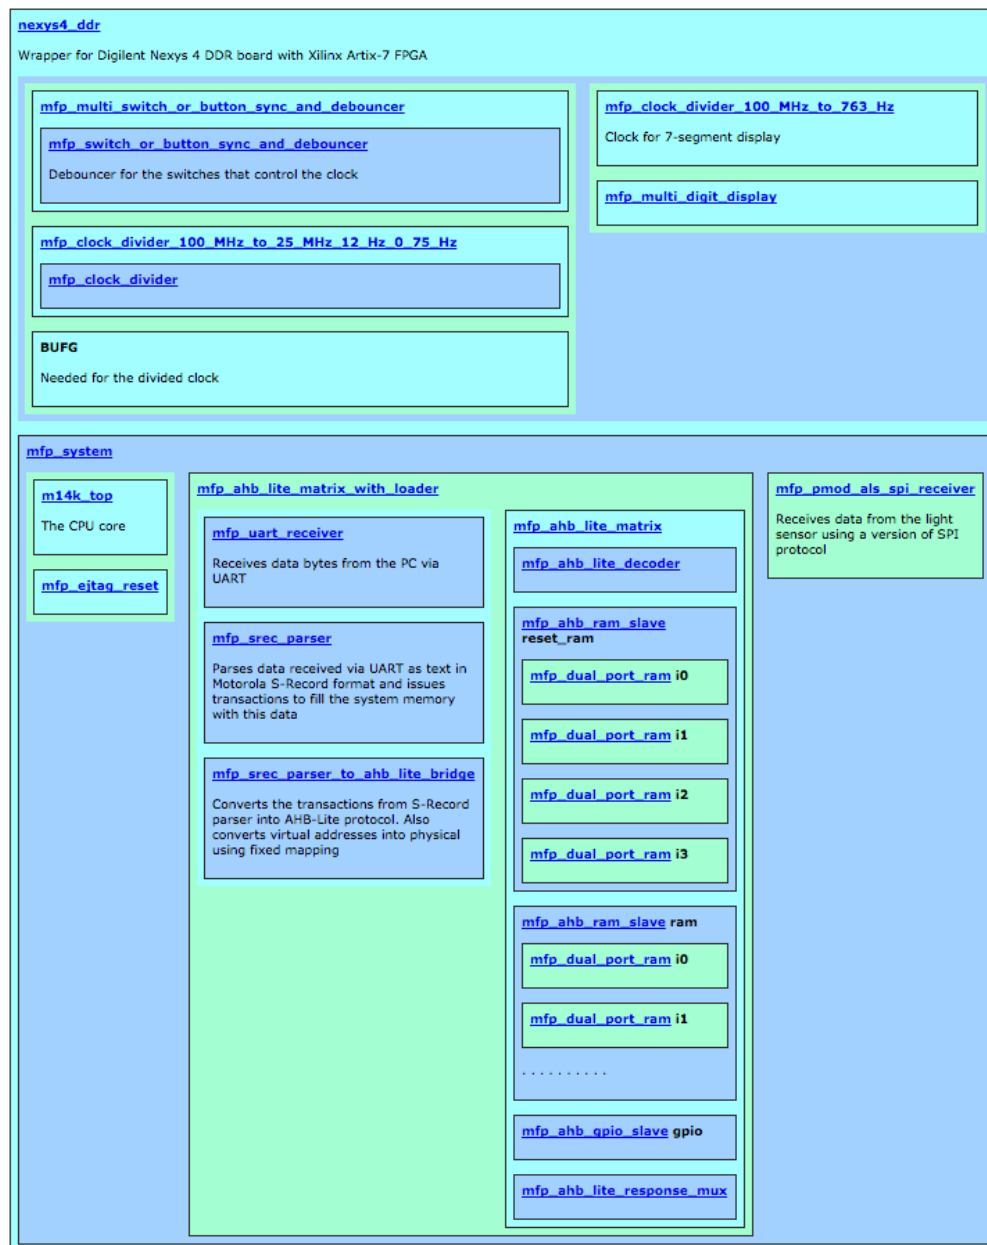 nexys4_ddr
Wrapper for Digilent Nexys 4 DDR board with Xilinx Artix-7 FPGA
mfp_multi_switch_or_button_sync_and_debouncer
mfp_switch_or_button_sync_and_debouncer
Debouncer for the switches that control the clock
mfp_clock_divider_100_MHz_to_25_MHz_12_Hz_0_75_Hz
mfp_clock_divider
BUFG
Needed for the divided clock
mfp_clock_divider_100_MHz_to_763_Hz
Clock for 7-segment display
mfp_multi_digit_display
mfp_system
m14k_top
The CPU core
mfp_ejtag_reset
mfp_ahb_lite_matrix_with_loader
mfp_uart_receiver
Receives data bytes from the PC via
UART
mfp_srec_parser
Parses data received via UART as text in
Motorola S-Record format and issues
transactions to fill the system memory
with this data
mfp_srec_parser_to_ahb_lite_bridge
Converts the transactions from S-Record
parser into AHB-Lite protocol. Also
converts virtual addresses into physical
using fixed mapping
mfp_ahb_lite_matrix
mfp_ahb_lite_decoder
mfp_ahb_ram_slave
reset_ram
mfp_dual_port_ram i0
mfp_dual_port_ram i1
mfp_dual_port_ram i2
mfp_dual_port_ram i3
mfp_ahb_ram_slave ram
mfp_dual_port_ram i0
mfp_dual_port_ram i1
. . . . . . . . . .
mfp_ahb_gpio_slave gpio
mfp_ahb_lite_response_mux
mfp_pmod_als_spi_receiver
Receives data from the light
sensor using a version of SPI
protocol